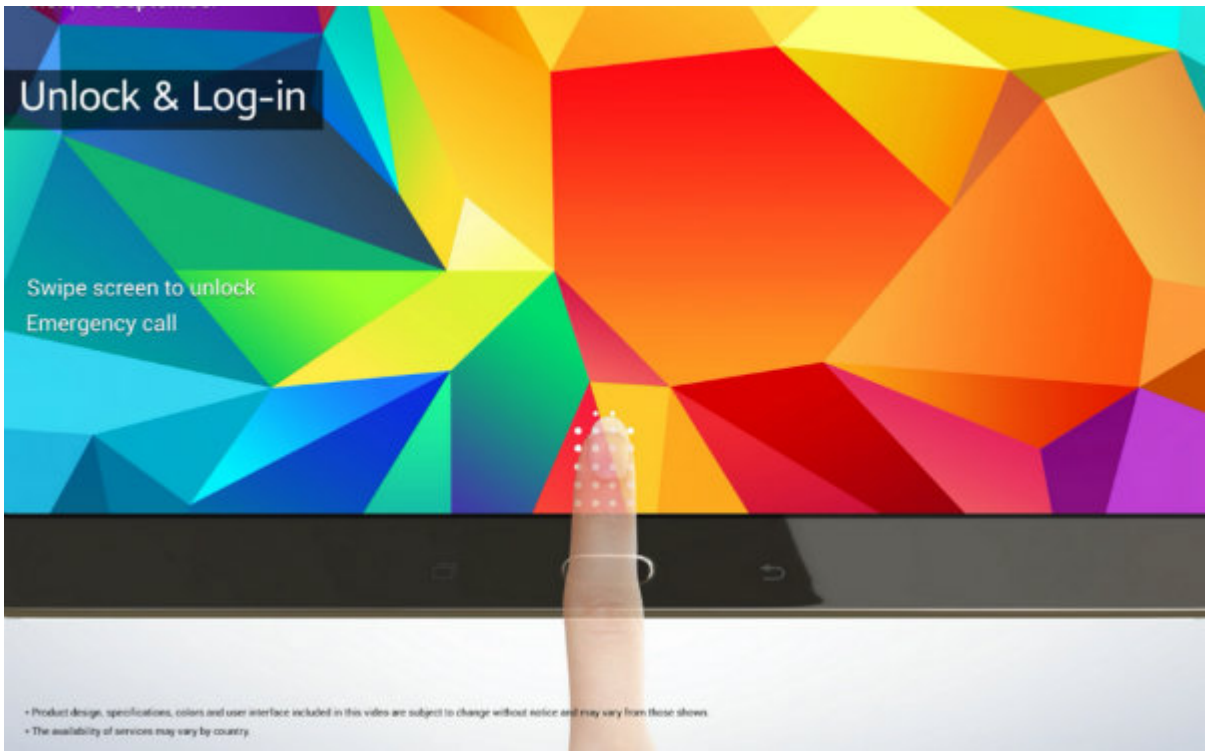 Unlock & Log-in
Swipe screen to unlock
Emergency call
• Product design, specifications, colors and user interface included in this video are subject to change without notice and may vary from those shown.
• The availability of services may vary by country.